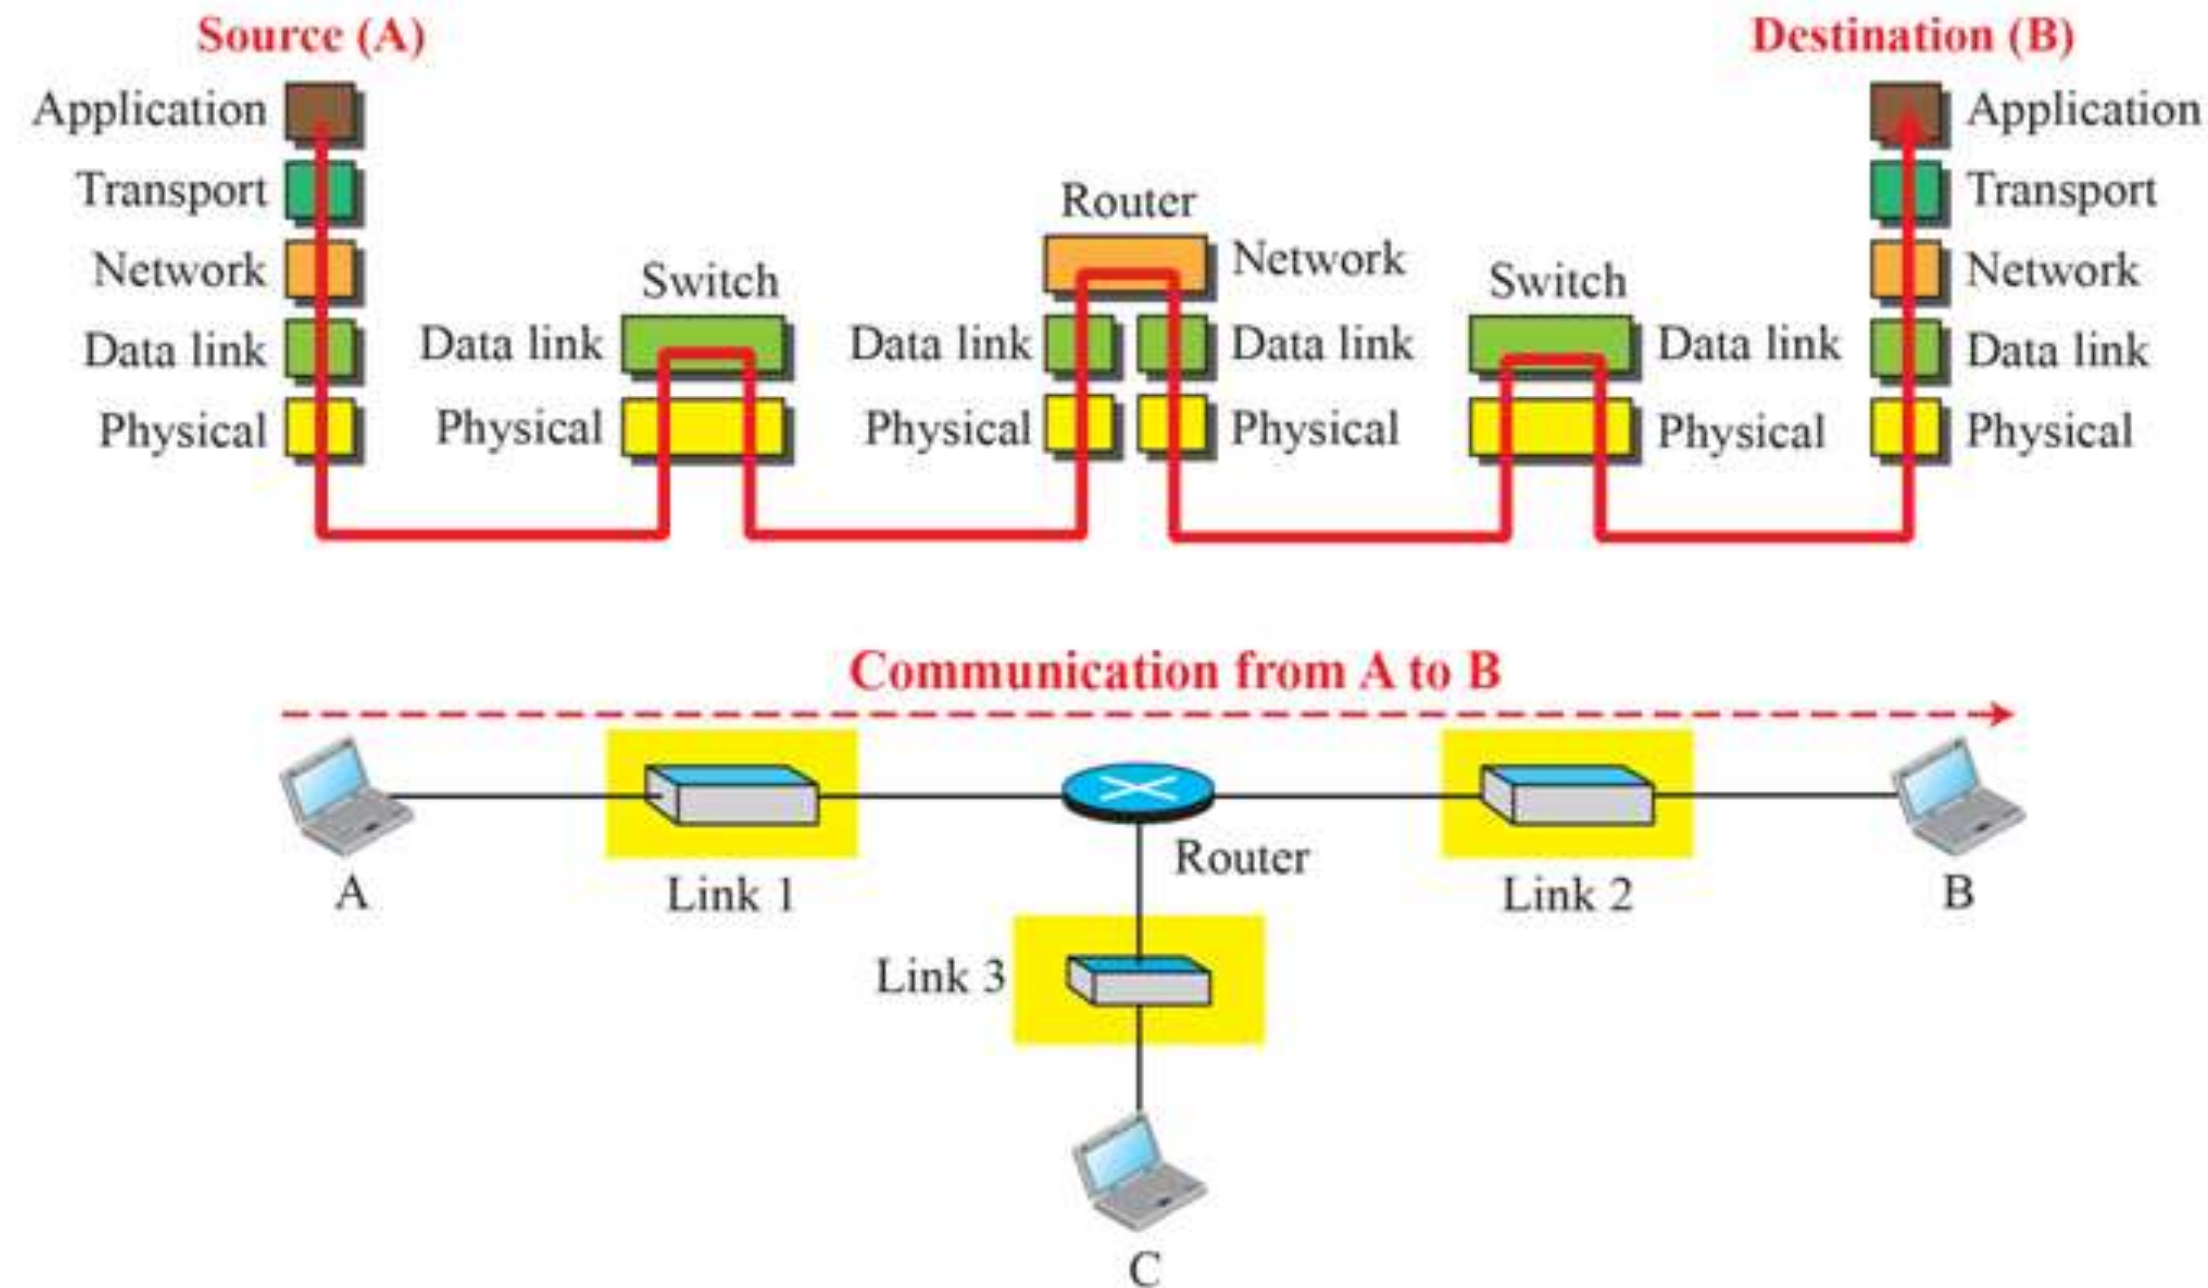 Source (A)
Destination (B)
Application
Transport
Network
Data link
Physical
Switch
Data link
Physical
Router
Network
Data link
Data link
Physical
Physical
Switch
Data link
Physical
Application
Transport
Network
Data link
Physical
Communication from A to B
A
Link 1
Router
Link 2
B
Link 3
C